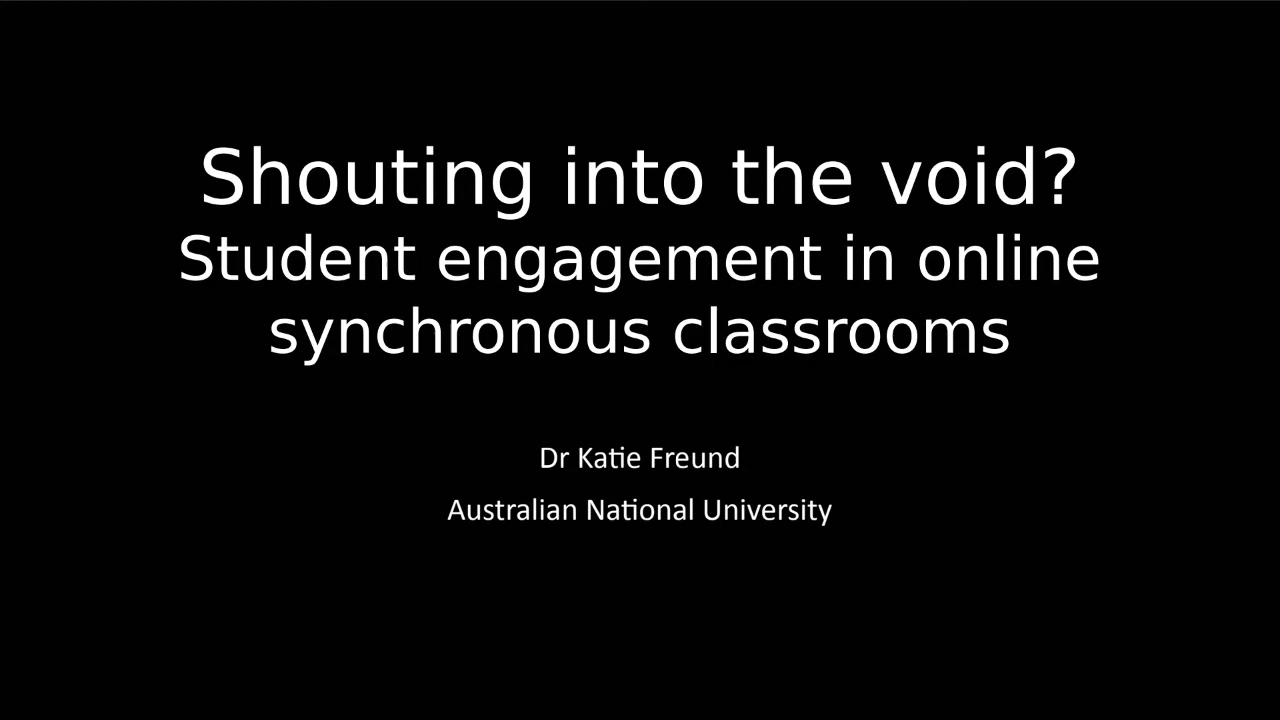 Shouting into the void?
Student engagement in online
synchronous classrooms
Dr Katie Freund
Australian National University